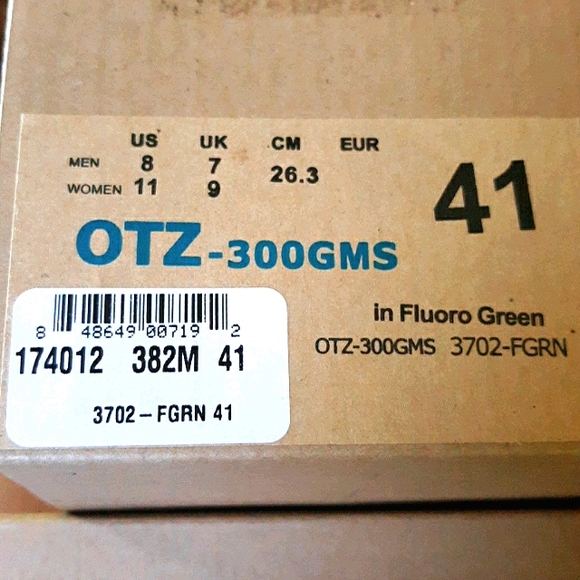 US UK CM EUR
MEN 8 7 26.3 41
WOMEN 11 9
OTZ-300GMS
in Fluoro Green
OTZ-300GMS 3702-FGRN
8 48649 00719 2
174012 382M 41
3702-FGRN 41